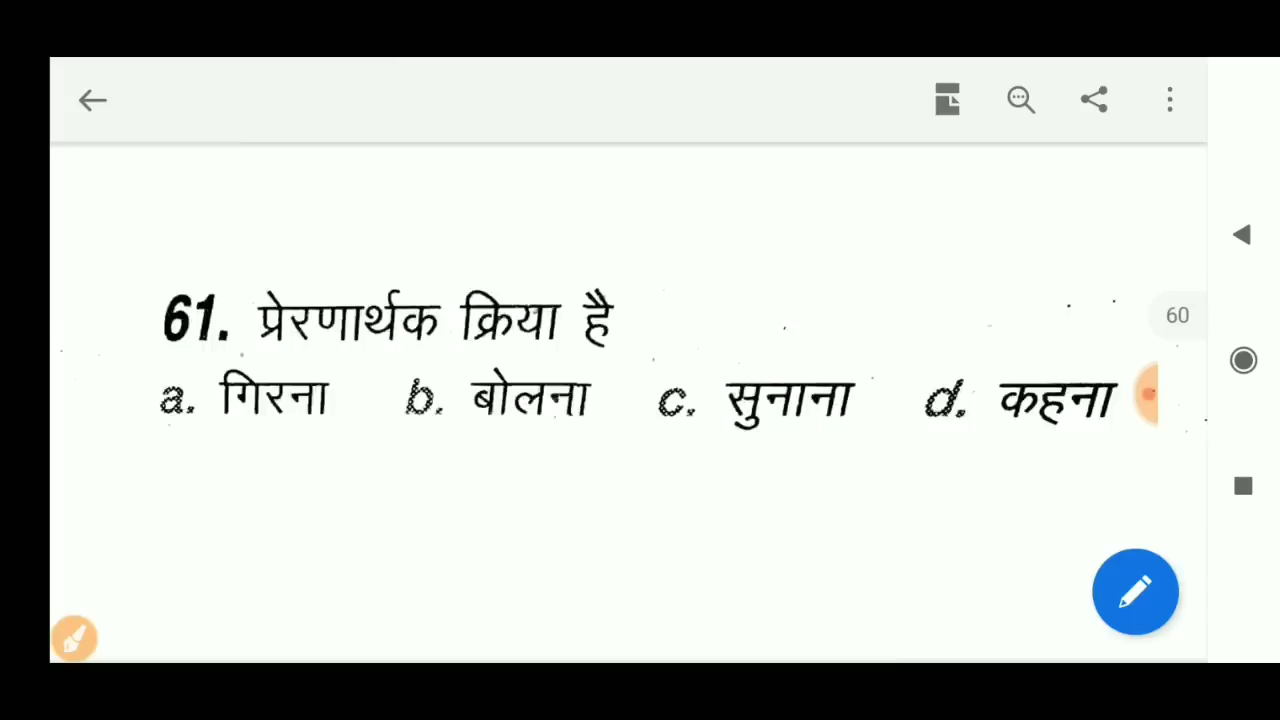 61. प्रेरणार्थक क्रिया है
a. गिरना b. बोलना c. सुनाना d. कहना
60